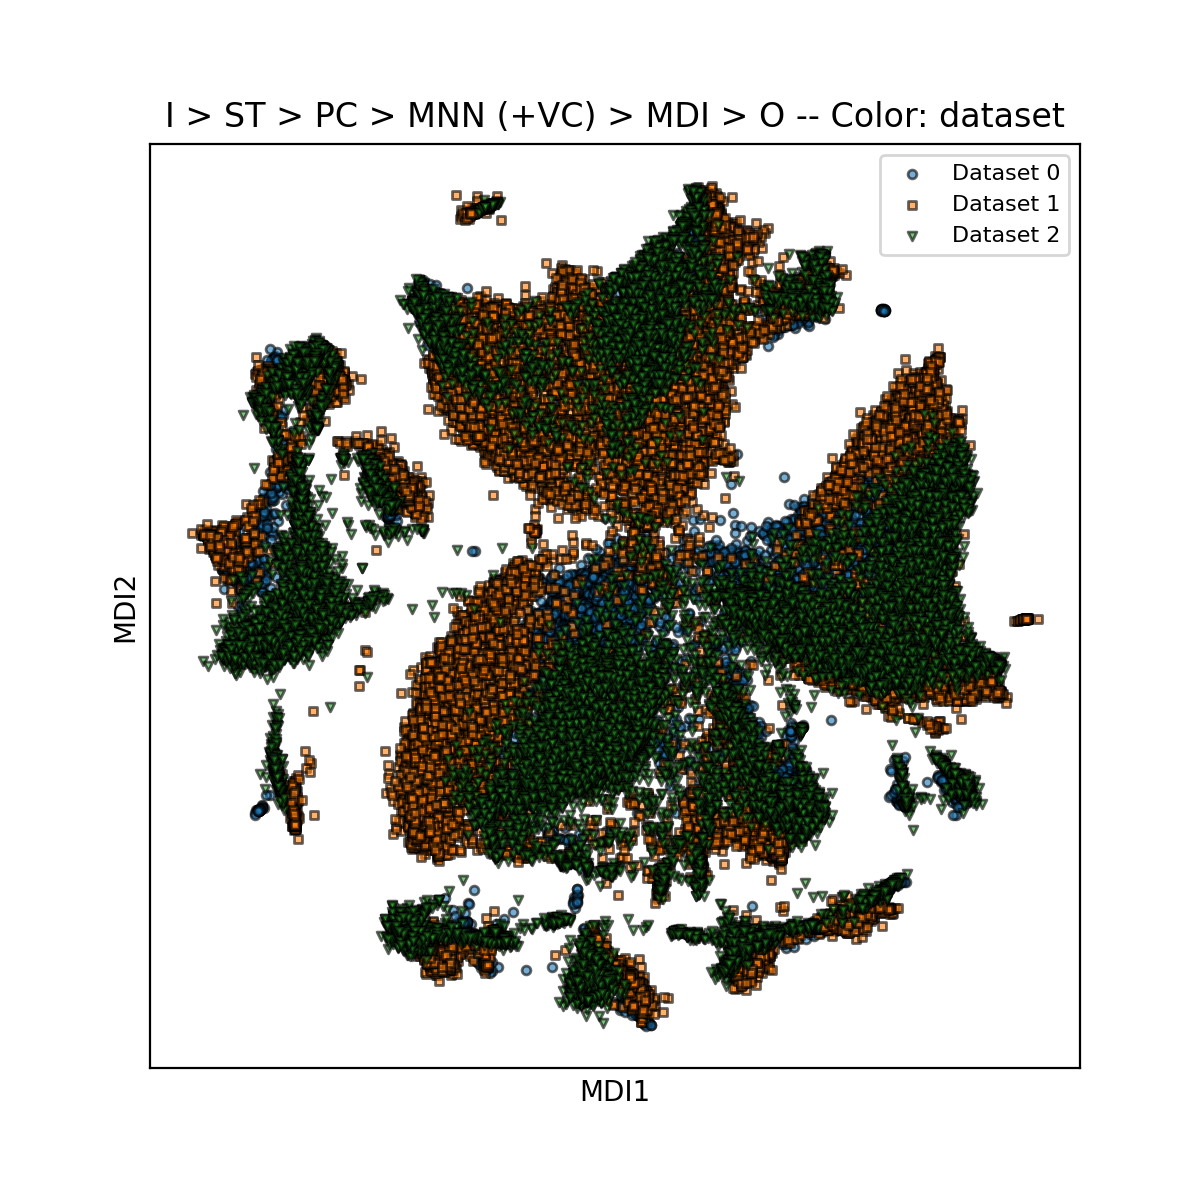 I > ST > PC > MNN (+VC) > MDI > O -- Color: dataset
Dataset 0
Dataset 1
Dataset 2
MDI2
MDI1